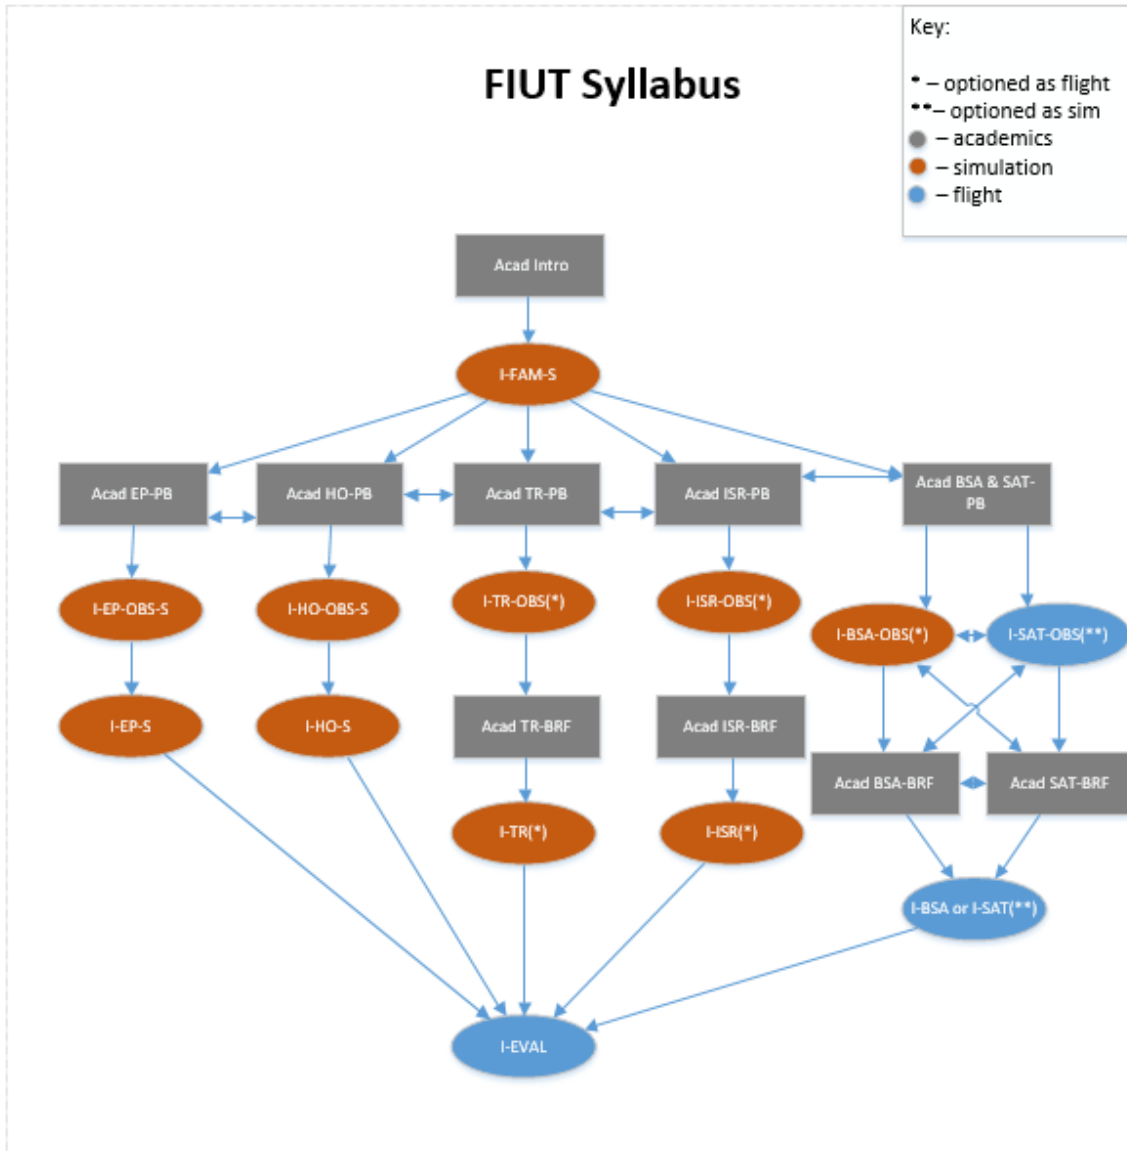 Key:
* – optioned as flight
**– optioned as sim
– academics
– simulation
– flight
FIUT Syllabus
Acad Intro
I-FAM-S
Acad EP-PB
Acad HO-PB
Acad TR-PB
Acad ISR-PB
Acad BSA & SAT-
PB
I-EP-OBS-S
I-HO-OBS-S
I-TR-OBS(*)
I-ISR-OBS(*)
I-BSA-OBS(*)
I-SAT-OBS(**)
I-EP-S
I-HO-S
Acad TR-BRF
Acad ISR-BRF
Acad BSA-BRF
Acad SAT-BRF
I-TR(*)
I-ISR(*)
I-BSA or I-SAT(**)
I-EVAL